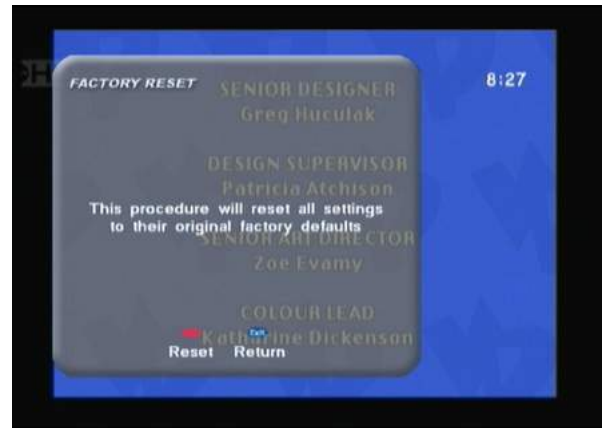 FACTORY RESET
8:27
SENIOR DESIGNER
Greg Huculak
DESIGN SUPERVISOR
Patricia Atchison
This procedure will reset all settings
to their original factory defaults
SENIOR ART DIRECTOR
Zoe Evamy
COLOUR LEAD
Katharine Dickenson
Exit
Reset Return